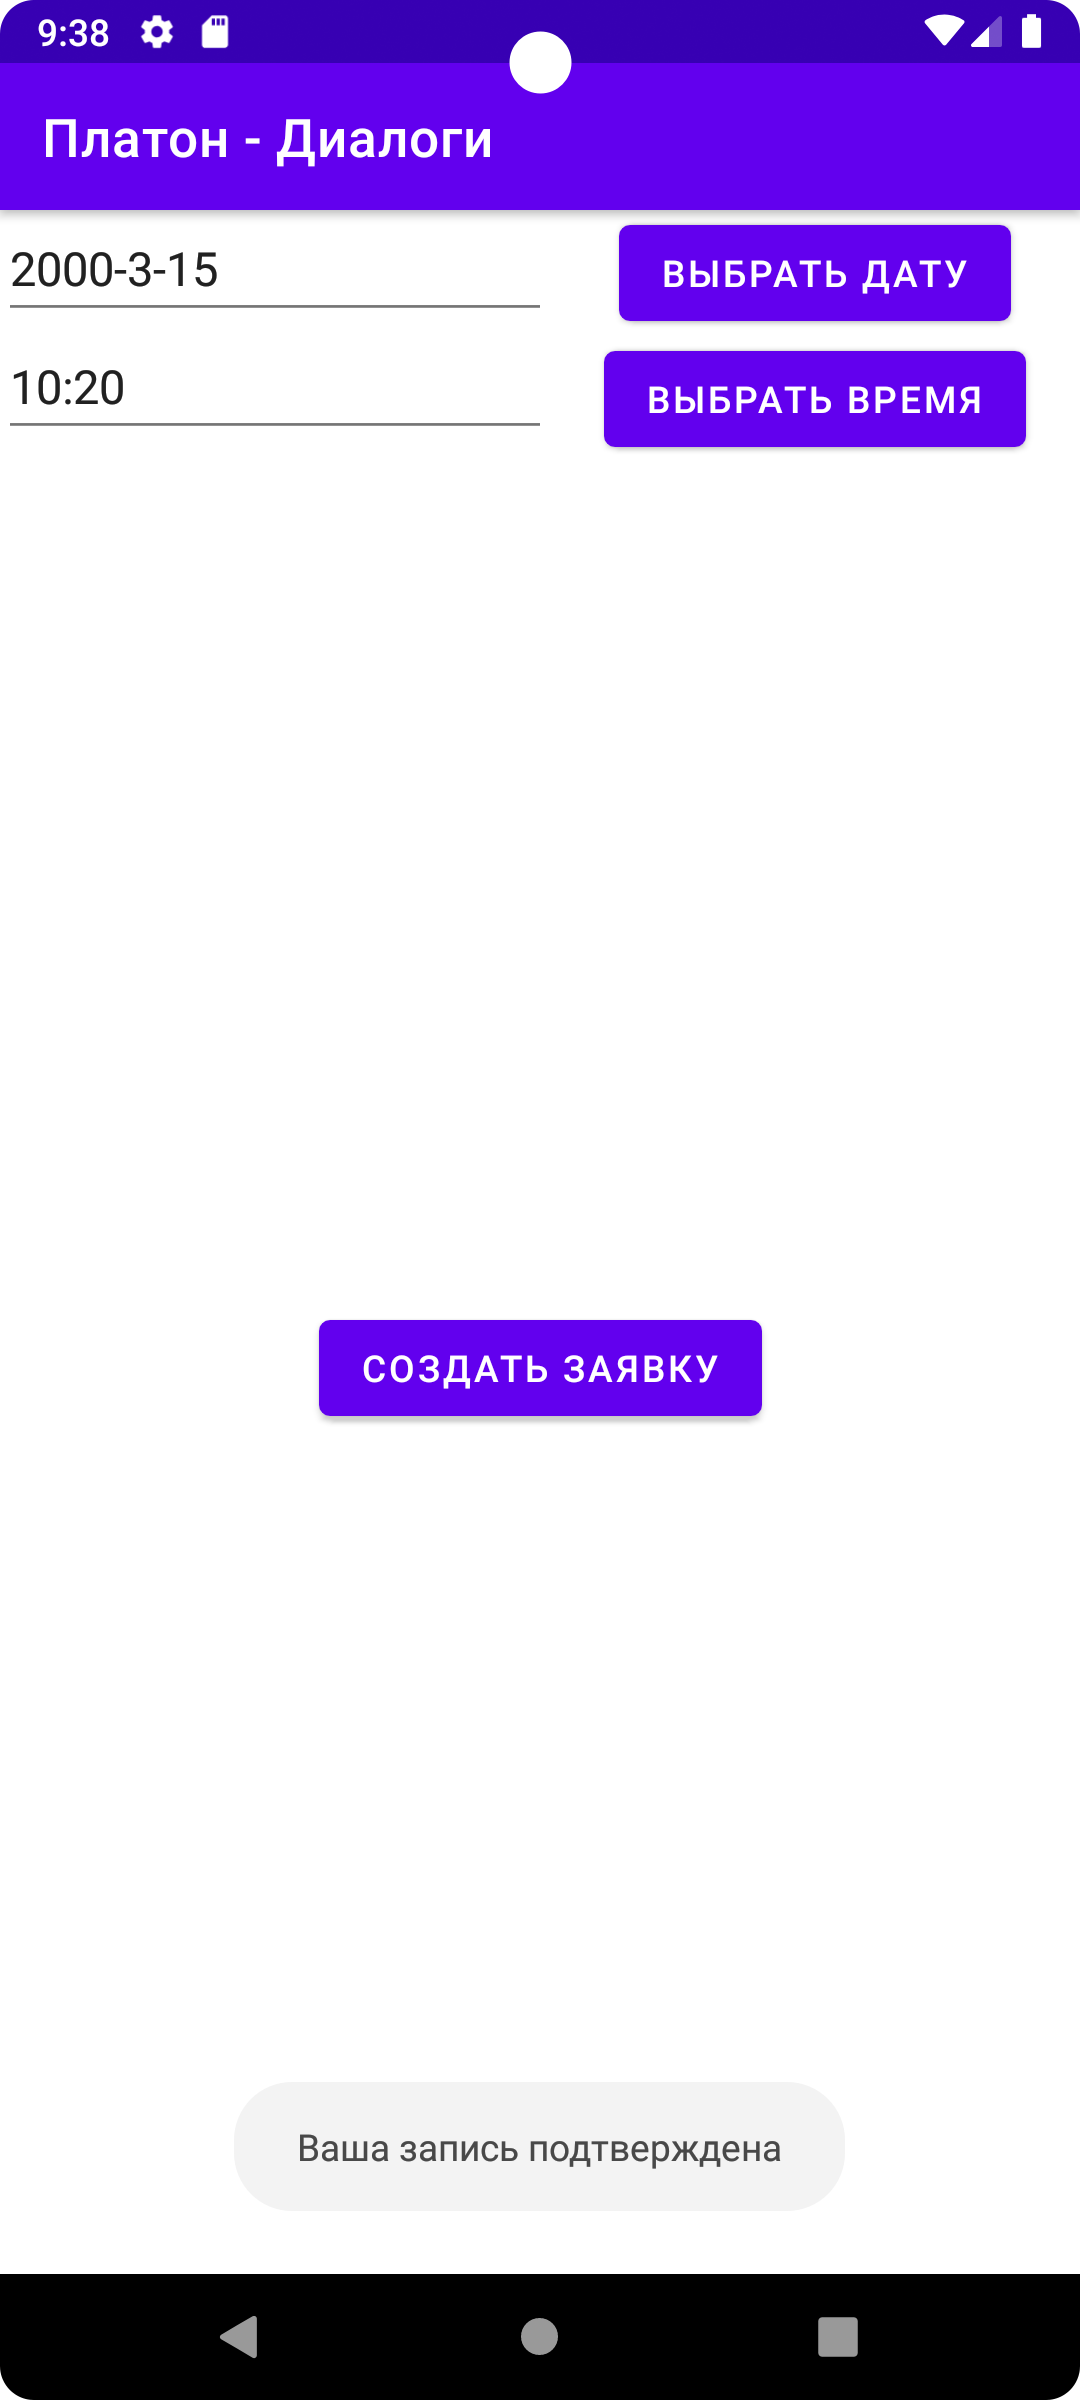 9:38
Платон - Диалоги
2000-3-15
ВЫБРАТЬ ДАТУ
10:20
ВЫБРАТЬ ВРЕМЯ
СОЗДАТЬ ЗАЯВКУ
Ваша запись подтверждена